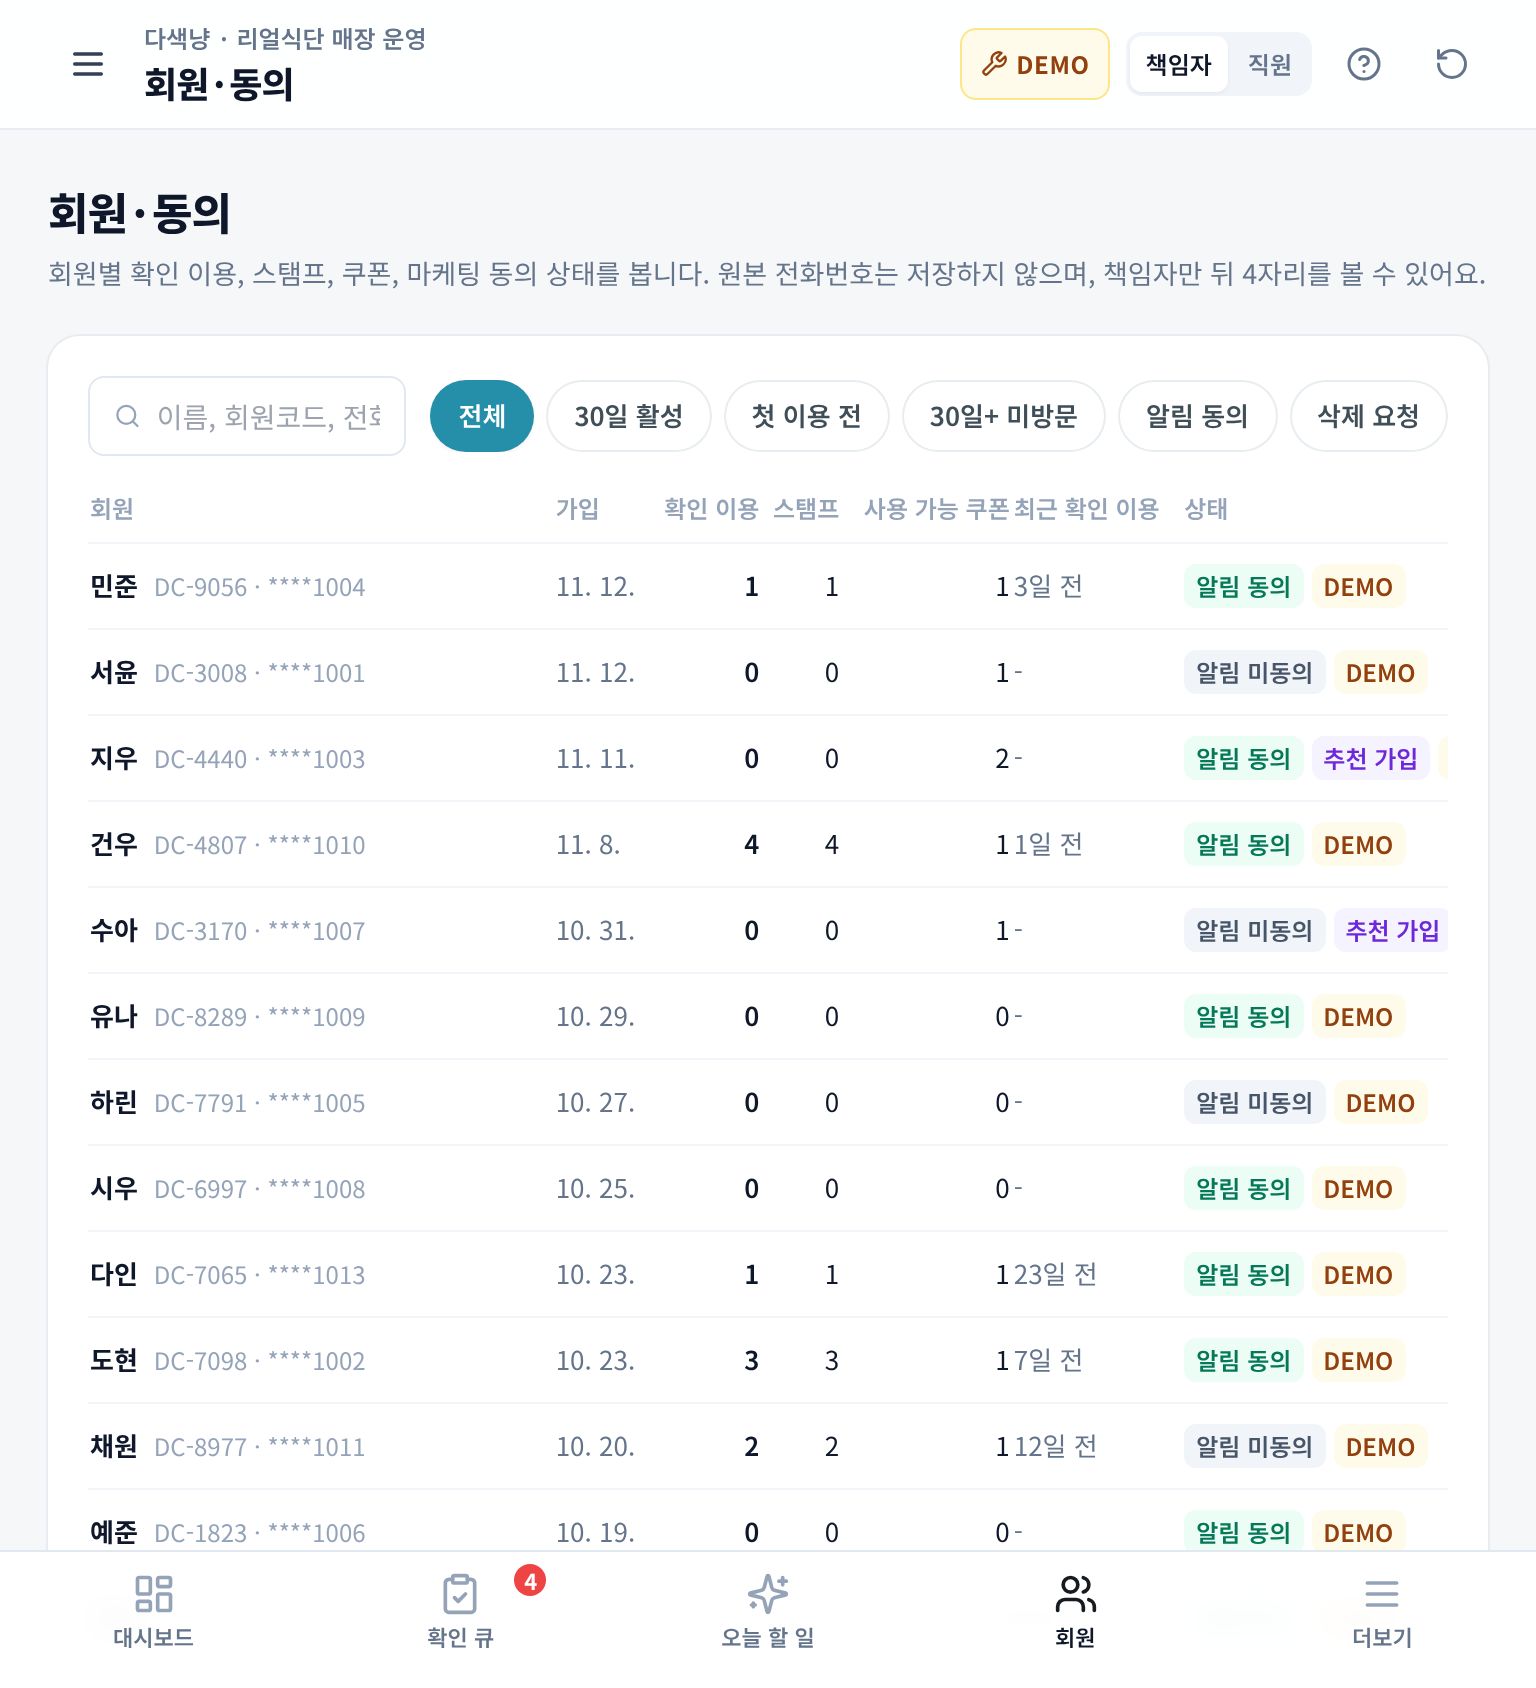 다색냥 · 리얼식단 매장 운영
회원·동의
DEMO
책임자 직원
회원·동의
회원별 확인 이용, 스탬프, 쿠폰, 마케팅 동의 상태를 봅니다. 원본 전화번호는 저장하지 않으며, 책임자만 뒤 4자리를 볼 수 있어요.
이름, 회원코드, 전화
전체 30일 활성 첫 이용 전 30일+ 미방문 알림 동의 삭제 요청
회원 가입 확인 이용 스탬프 사용 가능 쿠폰 최근 확인 이용 상태
민준 DC-9056 · ****1004 11. 12. 1 1 1 3일 전 알림 동의 DEMO
서윤 DC-3008 · ****1001 11. 12. 0 0 1 - 알림 미동의 DEMO
지우 DC-4440 · ****1003 11. 11. 0 0 2 - 알림 동의 추천 가입
건우 DC-4807 · ****1010 11. 8. 4 4 1 1일 전 알림 동의 DEMO
수아 DC-3170 · ****1007 10. 31. 0 0 1 - 알림 미동의 추천 가입
유나 DC-8289 · ****1009 10. 29. 0 0 0 - 알림 동의 DEMO
하린 DC-7791 · ****1005 10. 27. 0 0 0 - 알림 미동의 DEMO
시우 DC-6997 · ****1008 10. 25. 0 0 0 - 알림 동의 DEMO
다인 DC-7065 · ****1013 10. 23. 1 1 1 23일 전 알림 동의 DEMO
도현 DC-7098 · ****1002 10. 23. 3 3 1 7일 전 알림 동의 DEMO
채원 DC-8977 · ****1011 10. 20. 2 2 1 12일 전 알림 미동의 DEMO
예준 DC-1823 · ****1006 10. 19. 0 0 0 - 알림 동의 DEMO
4
대시보드 확인 큐 오늘 할 일 회원 더보기